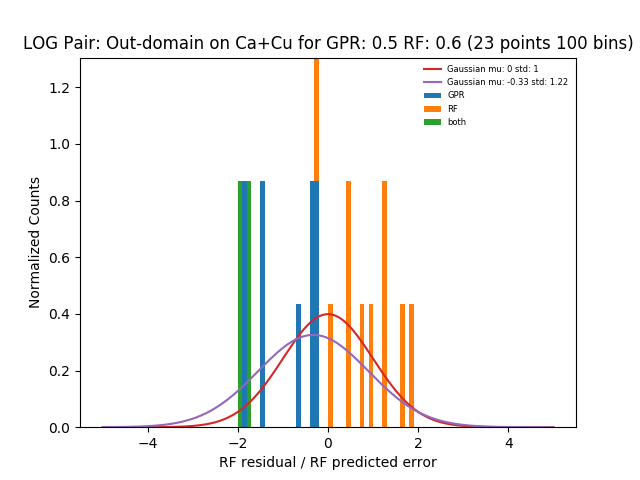 LOG Pair: Out-domain on Ca+Cu for GPR: 0.5 RF: 0.6 (23 points 100 bins)
Gaussian mu: 0 std: 1
Gaussian mu: -0.33 std: 1.22
GPR
RF
both
Normalized Counts
1.2
1.0
0.8
0.6
0.4
0.2
0.0
−4
−2
0
2
4
RF residual / RF predicted error